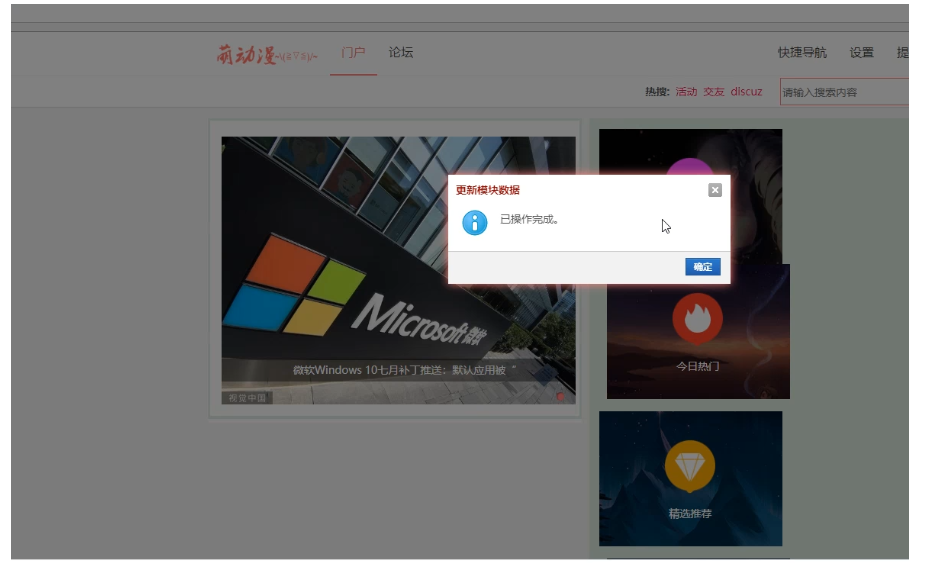 萌动漫
门户 论坛
快捷导航 设置 提
热搜: 活动 交友 discuz
请输入搜索内容
更新模块数据
已操作完成。
确定
Microsoft 微软
微软Windows 10七月补丁推送：默认应用被“
视觉中国
今日热门
精选推荐